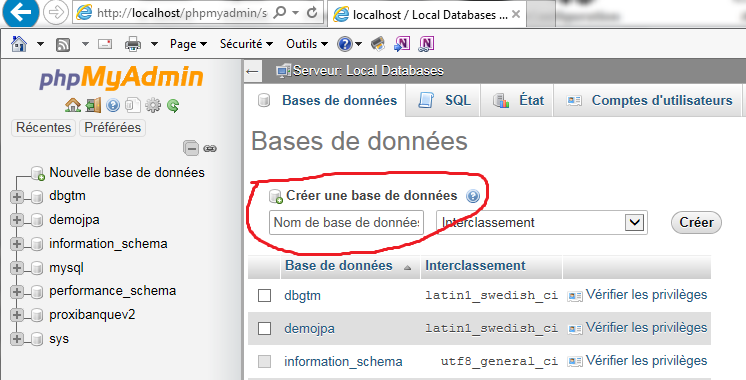 http://localhost/phpmyadmin/s
localhost / Local Databases ...
Page Sécurité Outils
phpMyAdmin
Récentes Préférées
Nouvelle base de données
dbgtm
demojpa
information_schema
mysql
performance_schema
proxibanquev2
sys
Serveur: Local Databases
Bases de données SQL État Comptes d'utilisateurs
Bases de données
Créer une base de données
Nom de base de données Interclassement Créer
Base de données Interclassement
dbgtm latin1_swedish_ci Vérifier les privilèges
demojpa latin1_swedish_ci Vérifier les privilèges
information_schema utf8_general_ci Vérifier les privilèges